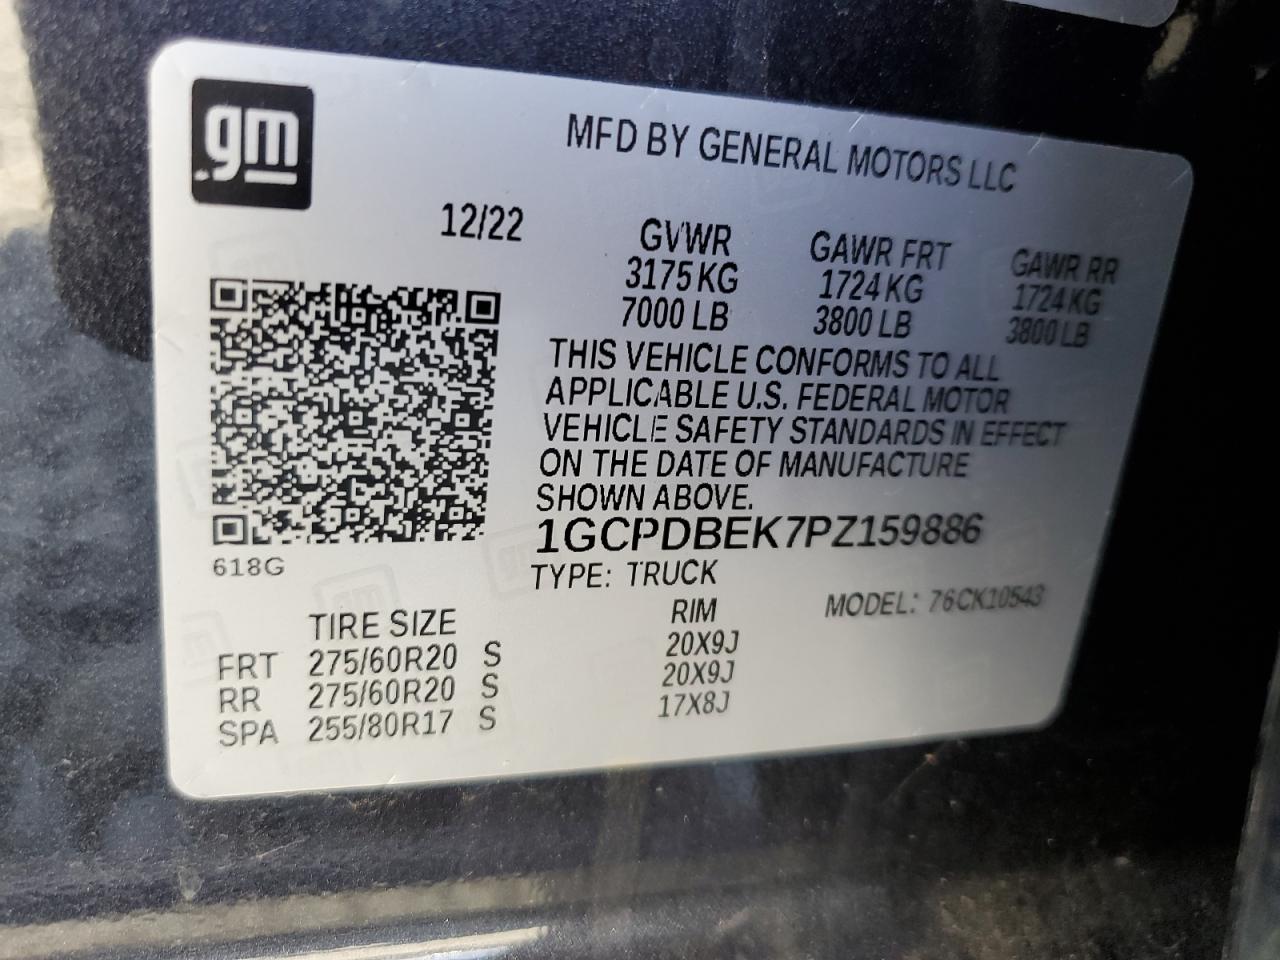 gm
MFD BY GENERAL MOTORS LLC
12/22
GVWR GAWR FRT GAWR RR
3175 KG 1724 KG 1724 KG
7000 LB 3800 LB 3800 LB
THIS VEHICLE CONFORMS TO ALL
APPLICABLE U.S. FEDERAL MOTOR
VEHICLE SAFETY STANDARDS IN EFFECT
ON THE DATE OF MANUFACTURE
SHOWN ABOVE.
1GCPDBEK7PZ159886
618G
TYPE: TRUCK
MODEL: 76CK10543
TIRE SIZE RIM
FRT 275/60R20 S 20X9J
RR 275/60R20 S 20X9J
SPA 255/80R17 S 17X8J